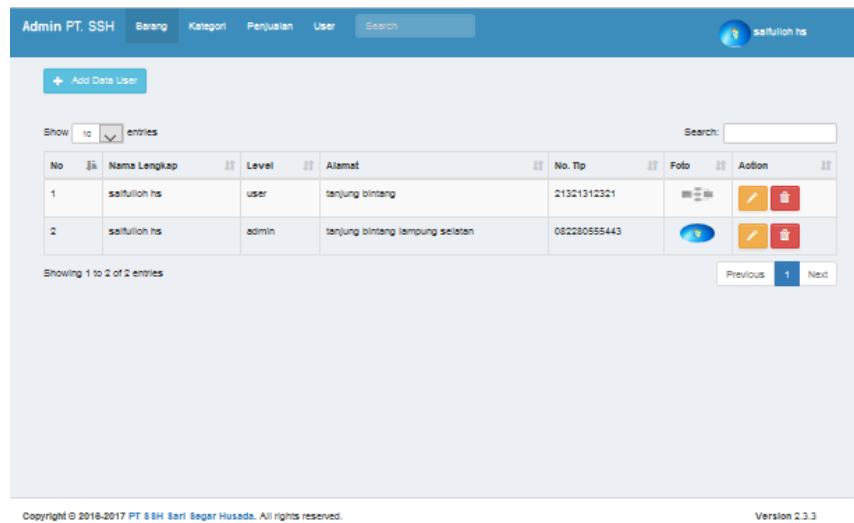 Admin PT. SSH Barang Kategori Penjualan User Search saifulloh hs
Add Data User
Show 10 entries Search:
No Nama Lengkap Level Alamat No. Tlp Foto Action
1 saifulloh hs user tanjung bintang 21321312321
2 saifulloh hs admin tanjung bintang lampung selatan 082280555443
Showing 1 to 2 of 2 entries Previous 1 Next
Copyright © 2016-2017 PT SSH Sari Segar Husada. All rights reserved. Version 2.3.3